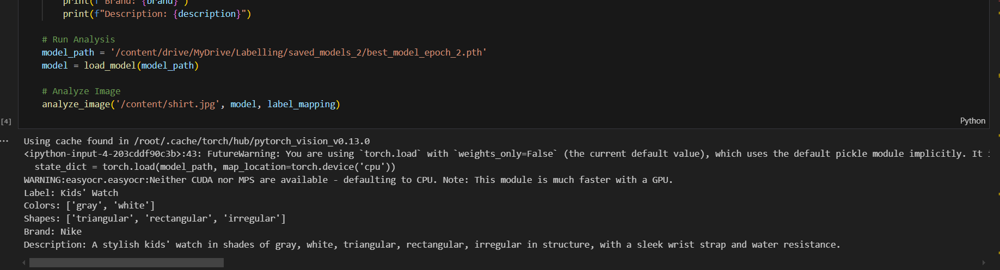 print(f"Brand: {brand}")
print(f"Description: {description}")
# Run Analysis
model_path = '/content/drive/MyDrive/Labelling/saved_models_2/best_model_epoch_2.pth'
model = load_model(model_path)
# Analyze Image
analyze_image('/content/shirt.jpg', model, label_mapping)
[4]
Python
Using cache found in /root/.cache/torch/hub/pytorch_vision_v0.13.0
<ipython-input-4-203cddf90c3b>:43: FutureWarning: You are using `torch.load` with `weights_only=False` (the current default value), which uses the default pickle module implicitly. It i
state_dict = torch.load(model_path, map_location=torch.device('cpu'))
WARNING:easyocr.easyocr:Neither CUDA nor MPS are available - defaulting to CPU. Note: This module is much faster with a GPU.
Label: Kids' Watch
Colors: ['gray', 'white']
Shapes: ['triangular', 'rectangular', 'irregular']
Brand: Nike
Description: A stylish kids' watch in shades of gray, white, triangular, rectangular, irregular in structure, with a sleek wrist strap and water resistance.